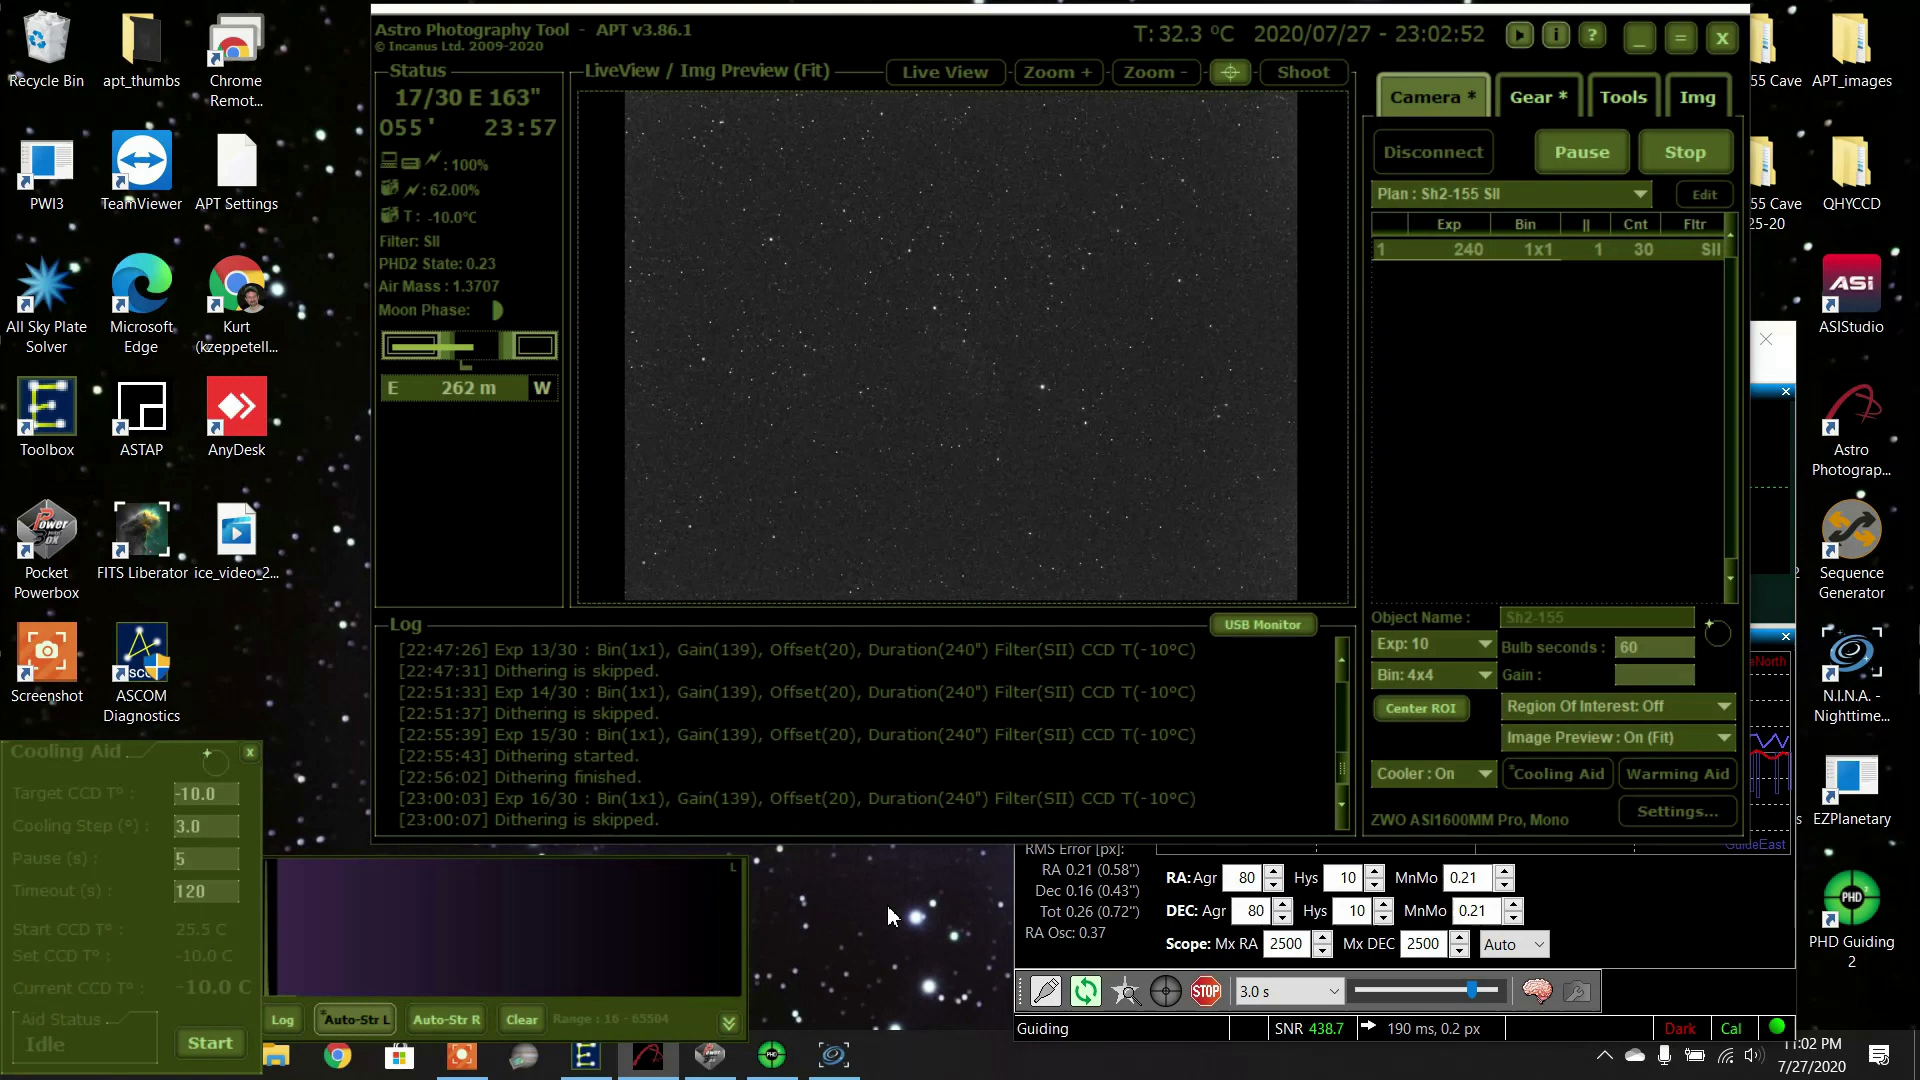 Recycle Bin
apt_thumbs
Chrome
Remot...
PWI3
TeamViewer
APT Settings
All Sky Plate
Solver
Microsoft
Edge
Kurt
(kzeppetell...
Toolbox
ASTAP
AnyDesk
Power
Pocket
Powerbox
FITS Liberator
ice_video_2...
Screenshot
ASCOM
Diagnostics
Astro Photography Tool - APT v3.86.1
© Incanus Ltd. 2009-2020
T: 32.3 °C 2020/07/27 - 23:02:52
Status
17/30 E 163"
055' 23:57
: 100%
: 62.00%
T : -10.0°C
Filter: SII
PHD2 State: 0.23
Air Mass : 1.3707
Moon Phase:
E 262 m W
LiveView / Img Preview (Fit)
Live View
Zoom +
Zoom -
Shoot
Camera *
Gear *
Tools
Img
Disconnect
Pause
Stop
Plan : Sh2-155 SII
Edit
Exp Bin || Cnt Fltr
1 240 1x1 1 30 SII
Object Name : Sh2-155
Exp: 10
Bulb seconds : 60
Bin: 4x4
Gain :
Center ROI
Region Of Interest: Off
Image Preview : On (Fit)
Cooler : On
*Cooling Aid
Warming Aid
ZWO ASI1600MM Pro, Mono
Settings...
Log
USB Monitor
[22:47:26] Exp 13/30 : Bin(1x1), Gain(139), Offset(20), Duration(240") Filter(SII) CCD T(-10°C)
[22:47:31] Dithering is skipped.
[22:51:33] Exp 14/30 : Bin(1x1), Gain(139), Offset(20), Duration(240") Filter(SII) CCD T(-10°C)
[22:51:37] Dithering is skipped.
[22:55:39] Exp 15/30 : Bin(1x1), Gain(139), Offset(20), Duration(240") Filter(SII) CCD T(-10°C)
[22:55:43] Dithering started.
[22:56:02] Dithering finished.
[23:00:03] Exp 16/30 : Bin(1x1), Gain(139), Offset(20), Duration(240") Filter(SII) CCD T(-10°C)
[23:00:07] Dithering is skipped.
Cooling Aid
Target CCD T° : -10.0
Cooling Step (°) : 3.0
Pause (s) : 5
Timeout (s) : 120
Start CCD T° : 25.5 C
Set CCD T° : -10.0 C
Current CCD T° : -10.0 C
Aid Status
Idle
Start
L
Log
*Auto-Str L
Auto-Str R
Clear
Range : 16 - 65504
RMS Error [px]:
RA 0.21 (0.58")
Dec 0.16 (0.43")
Tot 0.26 (0.72")
RA Osc: 0.37
GuideEast
RA: Agr 80 Hys 10 MnMo 0.21
DEC: Agr 80 Hys 10 MnMo 0.21
Scope: Mx RA 2500 Mx DEC 2500 Auto
STOP
3.0 s
Guiding
SNR 438.7
190 ms, 0.2 px
Dark
Cal
55 Cave
APT_images
55 Cave
25-20
QHYCCD
ASI
ASIStudio
Astro
Photograp...
Sequence
Generator
N.I.N.A. -
Nighttime...
EZPlanetary
PHD
PHD Guiding
2
11:02 PM
7/27/2020